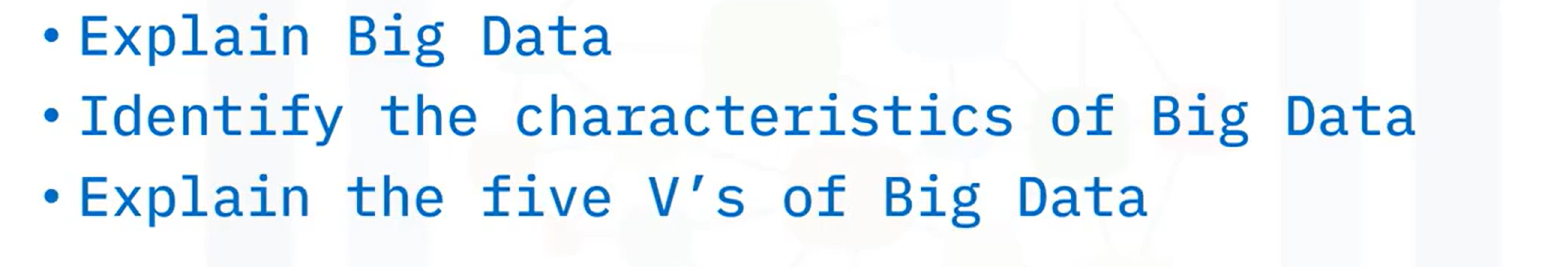 • Explain Big Data
• Identify the characteristics of Big Data
• Explain the five V’s of Big Data